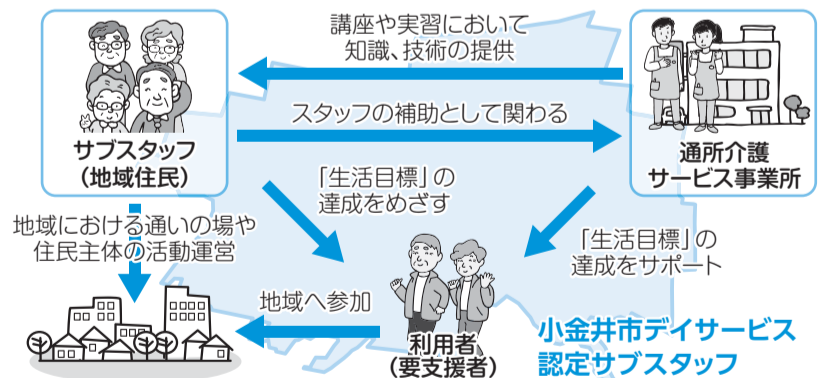 講座や実習において
知識、技術の提供
スタッフの補助として関わる
サブスタッフ
(地域住民)
通所介護
サービス事業所
「生活目標」の
達成をめざす
地域における通いの場や
住民主体の活動運営
「生活目標」の
達成をサポート
地域へ参加
利用者
(要支援者)
小金井市デイサービス
認定サブスタッフ